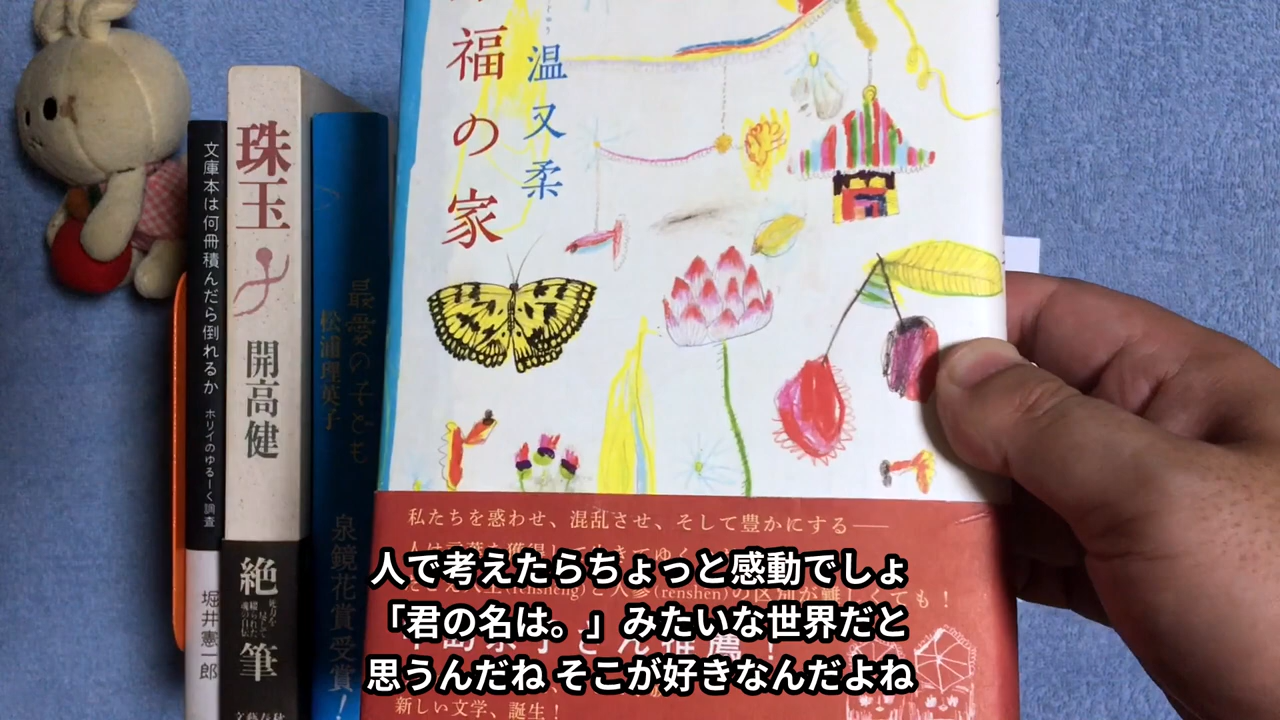 文庫本は何冊積んだら倒れるか
ホリイのゆるーく調査
堀井憲一郎
珠玉
開高健
絶筆
最愛の子ども
松浦理英子
泉鏡花賞受賞!
福の家
温又柔
私たちを惑わせ、混乱させ、そして豊かにする——
人で考えたらちょっと感動でしょ
「君の名は。」みたいな世界だと
思うんだね そこが好きなんだよね
新しい文学、誕生!